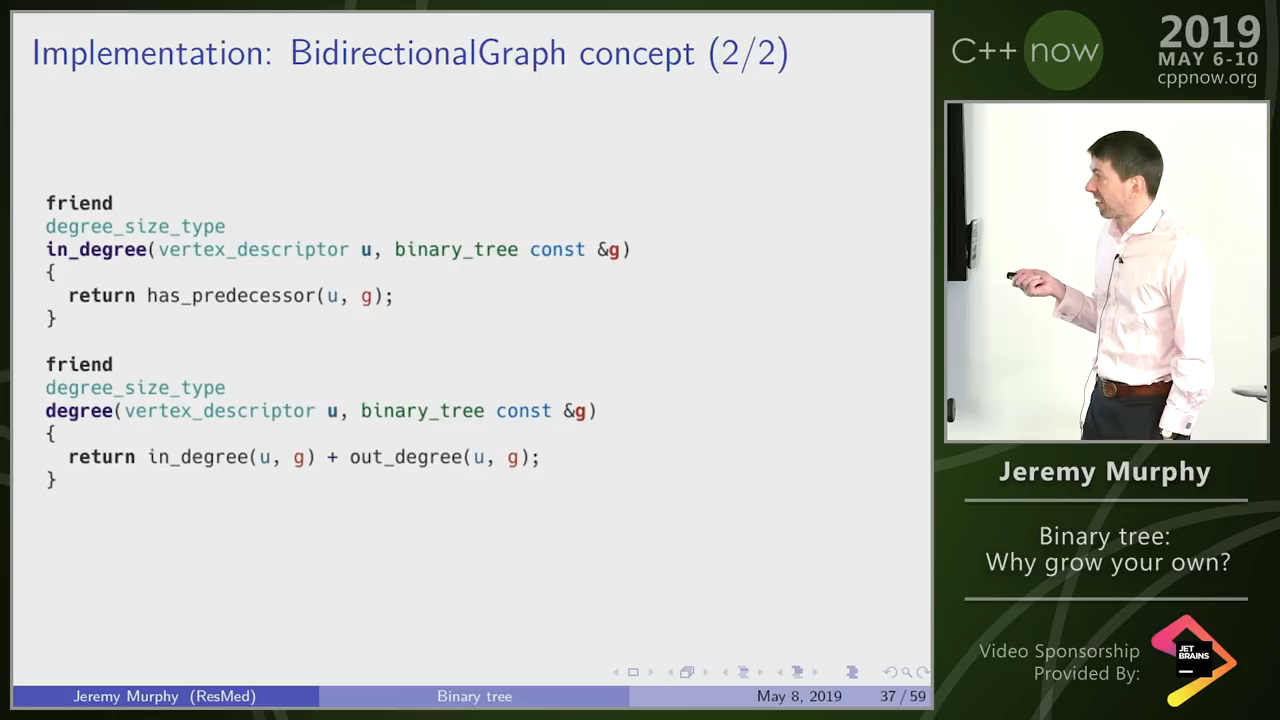 Implementation: BidirectionalGraph concept (2/2)
friend
degree_size_type
in_degree(vertex_descriptor u, binary_tree const &g)
{
  return has_predecessor(u, g);
}
friend
degree_size_type
degree(vertex_descriptor u, binary_tree const &g)
{
  return in_degree(u, g) + out_degree(u, g);
}
Jeremy Murphy (ResMed)
Binary tree
May 8, 2019
37 / 59
C++ now
2019
MAY 6-10
cppnow.org
Jeremy Murphy
Binary tree:
Why grow your own?
Video Sponsorship
Provided By:
JET
BRAINS